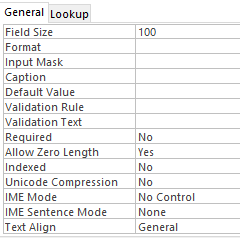 General Lookup
Field Size 100
Format
Input Mask
Caption
Default Value
Validation Rule
Validation Text
Required No
Allow Zero Length Yes
Indexed No
Unicode Compression No
IME Mode No Control
IME Sentence Mode None
Text Align General